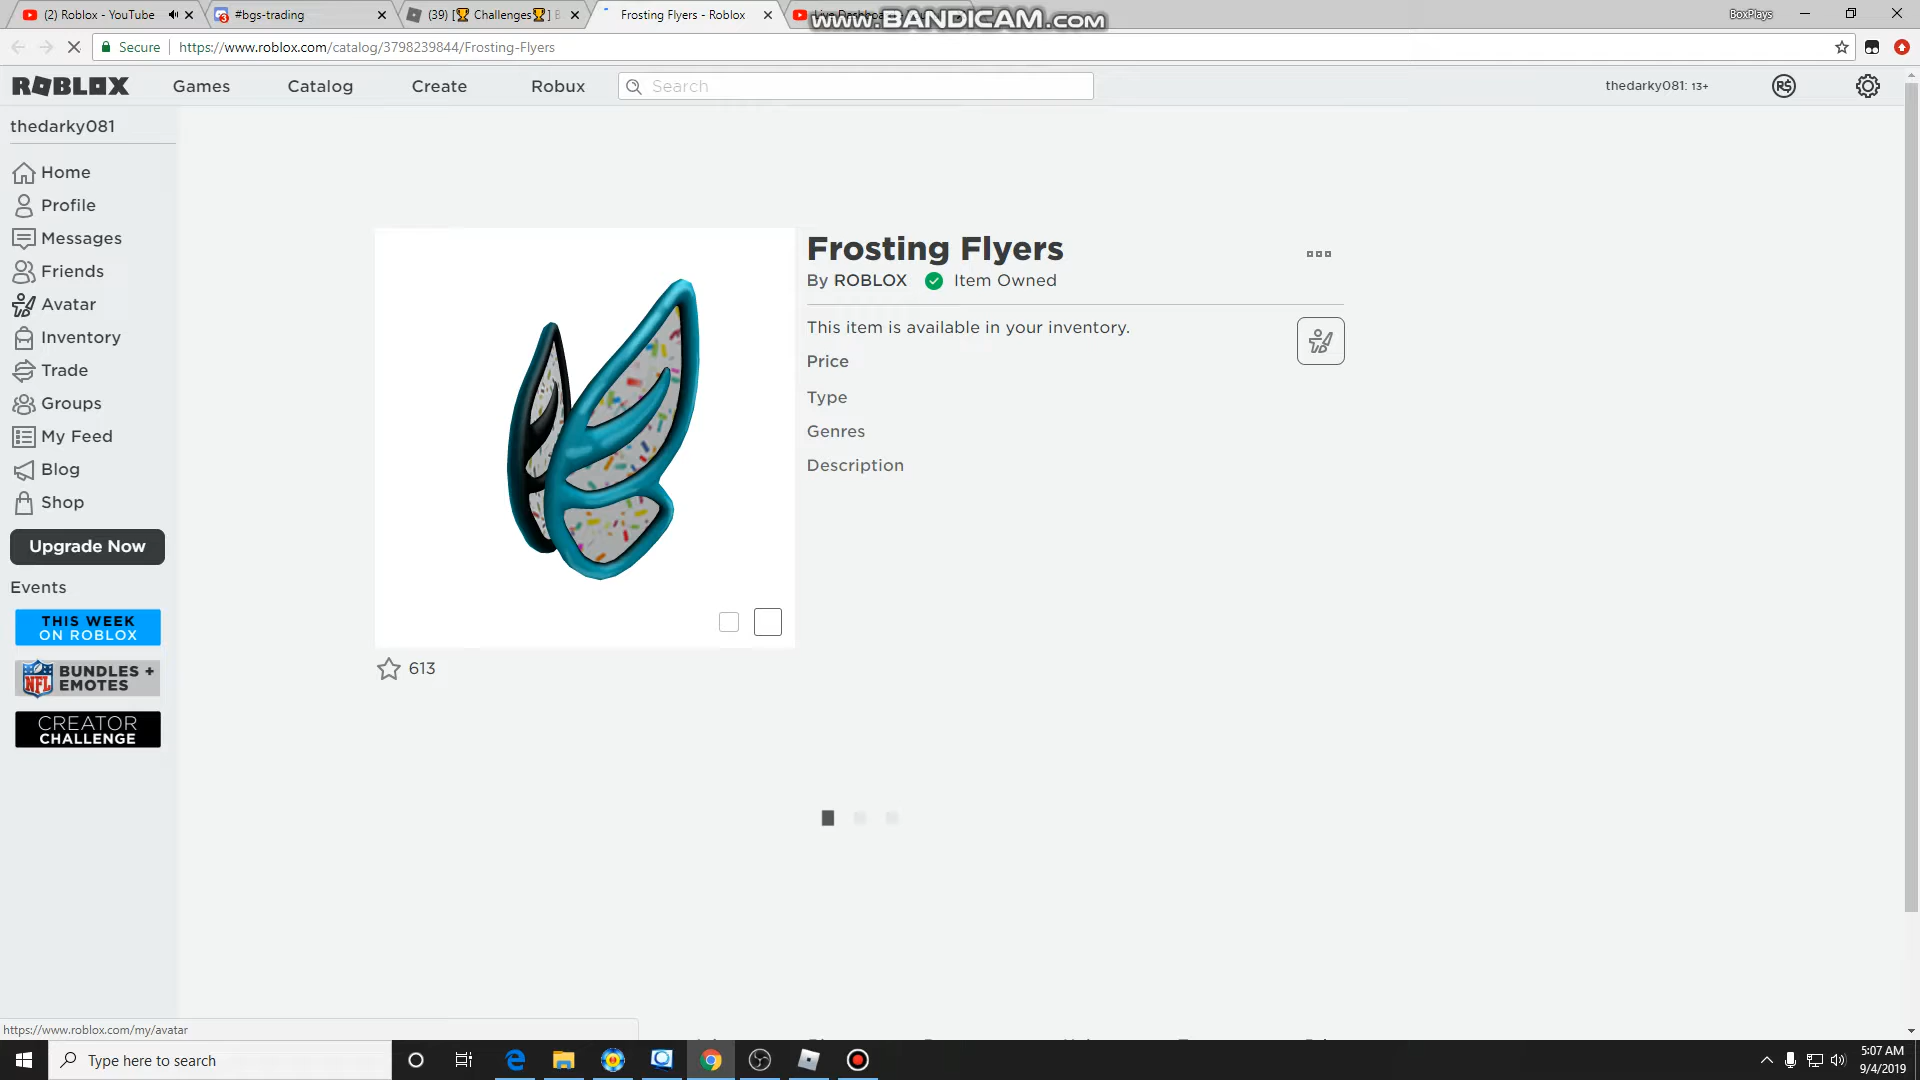 (2) Roblox - YouTube
#bgs-trading
(39) [🏆 Challenges🏆] B
Frosting Flyers - Roblox
Live Dashboard
www.BANDICAM.com
BoxPlays
Secure
https://www.roblox.com/catalog/3798239844/Frosting-Flyers
ROBLOX
Games
Catalog
Create
Robux
Search
thedarky081: 13+
R$
thedarky081
Home
Profile
Messages
Friends
Avatar
Inventory
Trade
Groups
My Feed
Blog
Shop
Upgrade Now
Events
THIS WEEK
ON ROBLOX
NFL
BUNDLES +
EMOTES
CREATOR
CHALLENGE
Frosting Flyers
By ROBLOX
Item Owned
This item is available in your inventory.
Price
Type
Genres
Description
613
https://www.roblox.com/my/avatar
Type here to search
5:07 AM
9/4/2019